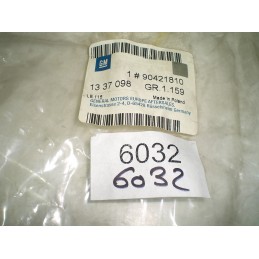 GM
1 # 90421810
13 37 098 GR.1.159
Made in Poland
GENERAL MOTORS EUROPE AFTERSALES
6032
6032